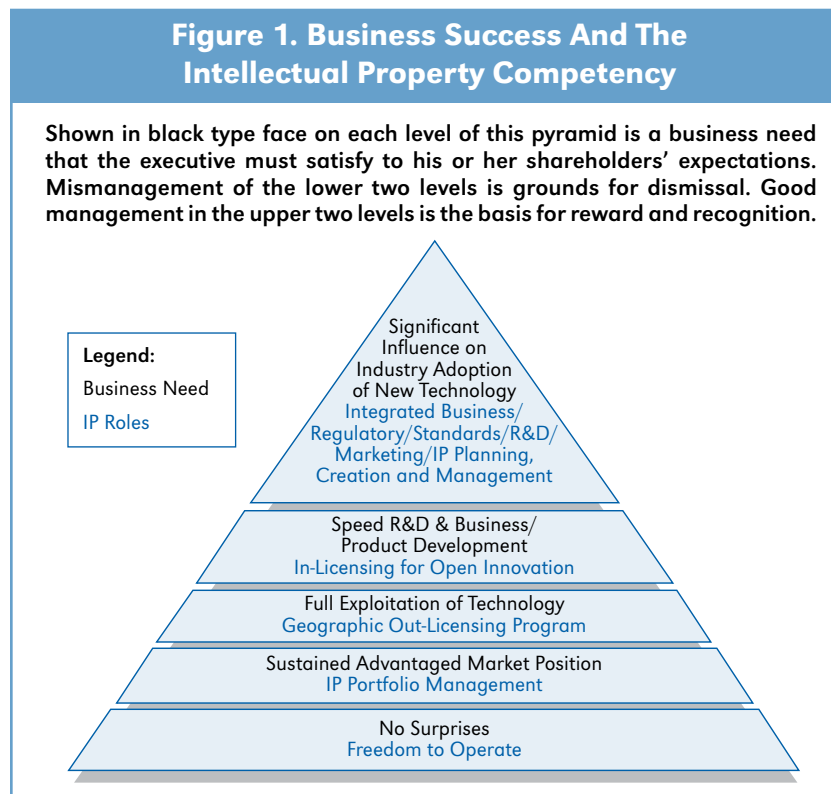 Figure 1. Business Success And The
Intellectual Property Competency
Shown in black type face on each level of this pyramid is a business need
that the executive must satisfy to his or her shareholders’ expectations.
Mismanagement of the lower two levels is grounds for dismissal. Good
management in the upper two levels is the basis for reward and recognition.
Legend:
Business Need
IP Roles
Significant
Influence on
Industry Adoption
of New Technology
Integrated Business/
Regulatory/Standards/R&D/
Marketing/IP Planning,
Creation and Management
Speed R&D & Business/
Product Development
In-Licensing for Open Innovation
Full Exploitation of Technology
Geographic Out-Licensing Program
Sustained Advantaged Market Position
IP Portfolio Management
No Surprises
Freedom to Operate